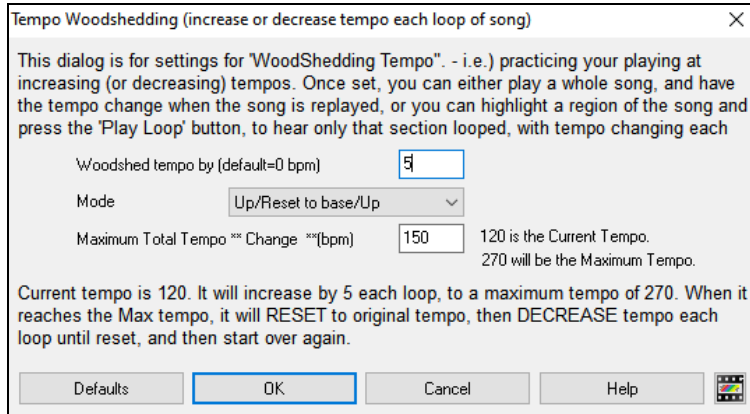 Tempo Woodshedding (increase or decrease tempo each loop of song)
This dialog is for settings for 'WoodShedding Tempo". - i.e.) practicing your playing at
increasing (or decreasing) tempos. Once set, you can either play a whole song, and have
the tempo change when the song is replayed, or you can highlight a region of the song and
press the 'Play Loop' button, to hear only that section looped, with tempo changing each
Woodshed tempo by (default=0 bpm) 5
Mode Up/Reset to base/Up
Maximum Total Tempo ** Change **(bpm) 150 120 is the Current Tempo.
270 will be the Maximum Tempo.
Current tempo is 120. It will increase by 5 each loop, to a maximum tempo of 270. When it
reaches the Max tempo, it will RESET to original tempo, then DECREASE tempo each
loop until reset, and then start over again.
Defaults OK Cancel Help